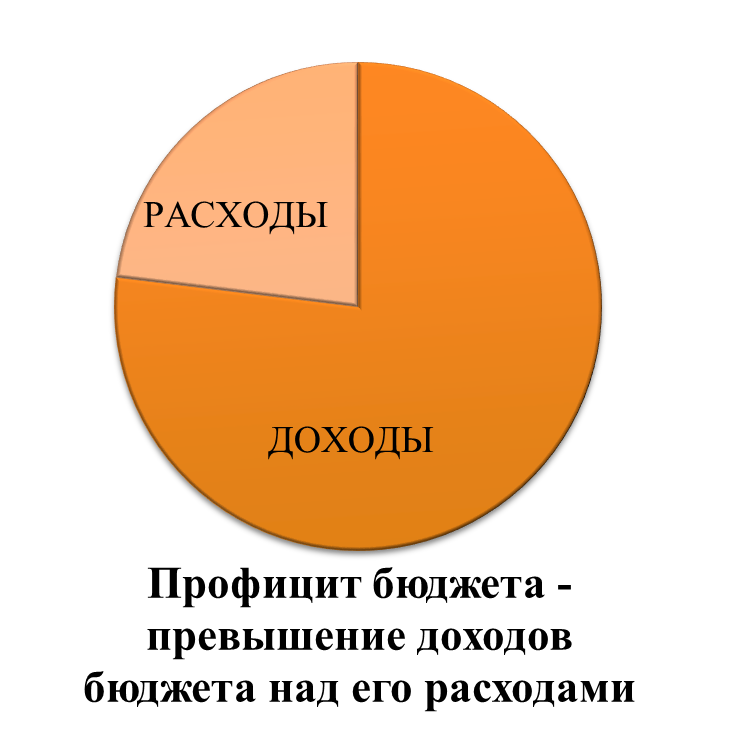 РАСХОДЫ
ДОХОДЫ
Профицит бюджета -
превышение доходов
бюджета над его расходами